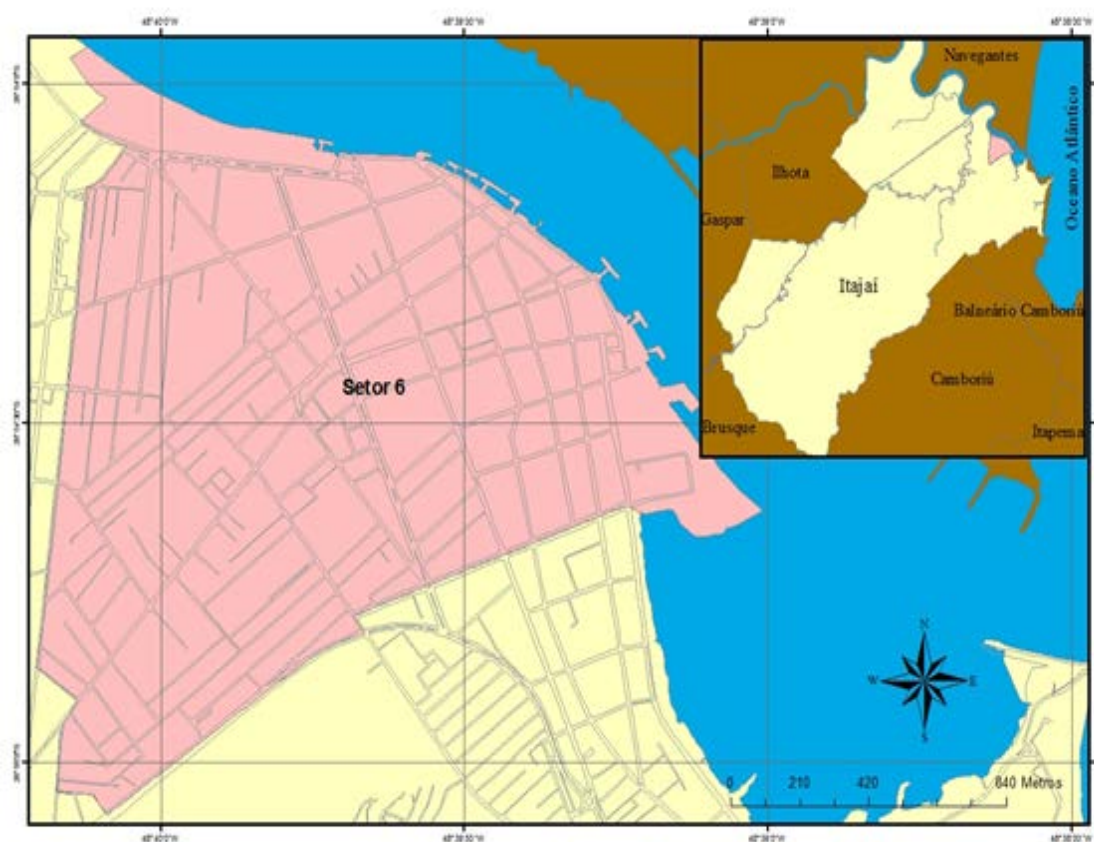 Navegantes
Oceano Atlântico
Ilhota
Gaspar
Itajaí
Balneário Camboriú
Setor 6
Camboriú
Brusque
Itapema
N
W
E
S
0 210 420 840 Metros